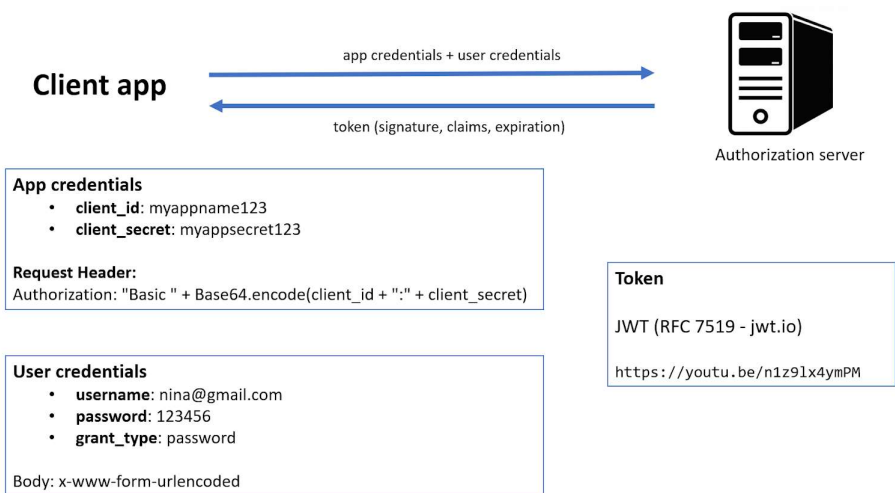 app credentials + user credentials
Client app
token (signature, claims, expiration)
Authorization server
App credentials
• client_id: myappname123
• client_secret: myappsecret123
Request Header:
Authorization: "Basic " + Base64.encode(client_id + ":" + client_secret)
Token
JWT (RFC 7519 - jwt.io)
https://youtu.be/n1z9lx4ymPM
User credentials
• username: nina@gmail.com
• password: 123456
• grant_type: password
Body: x-www-form-urlencoded